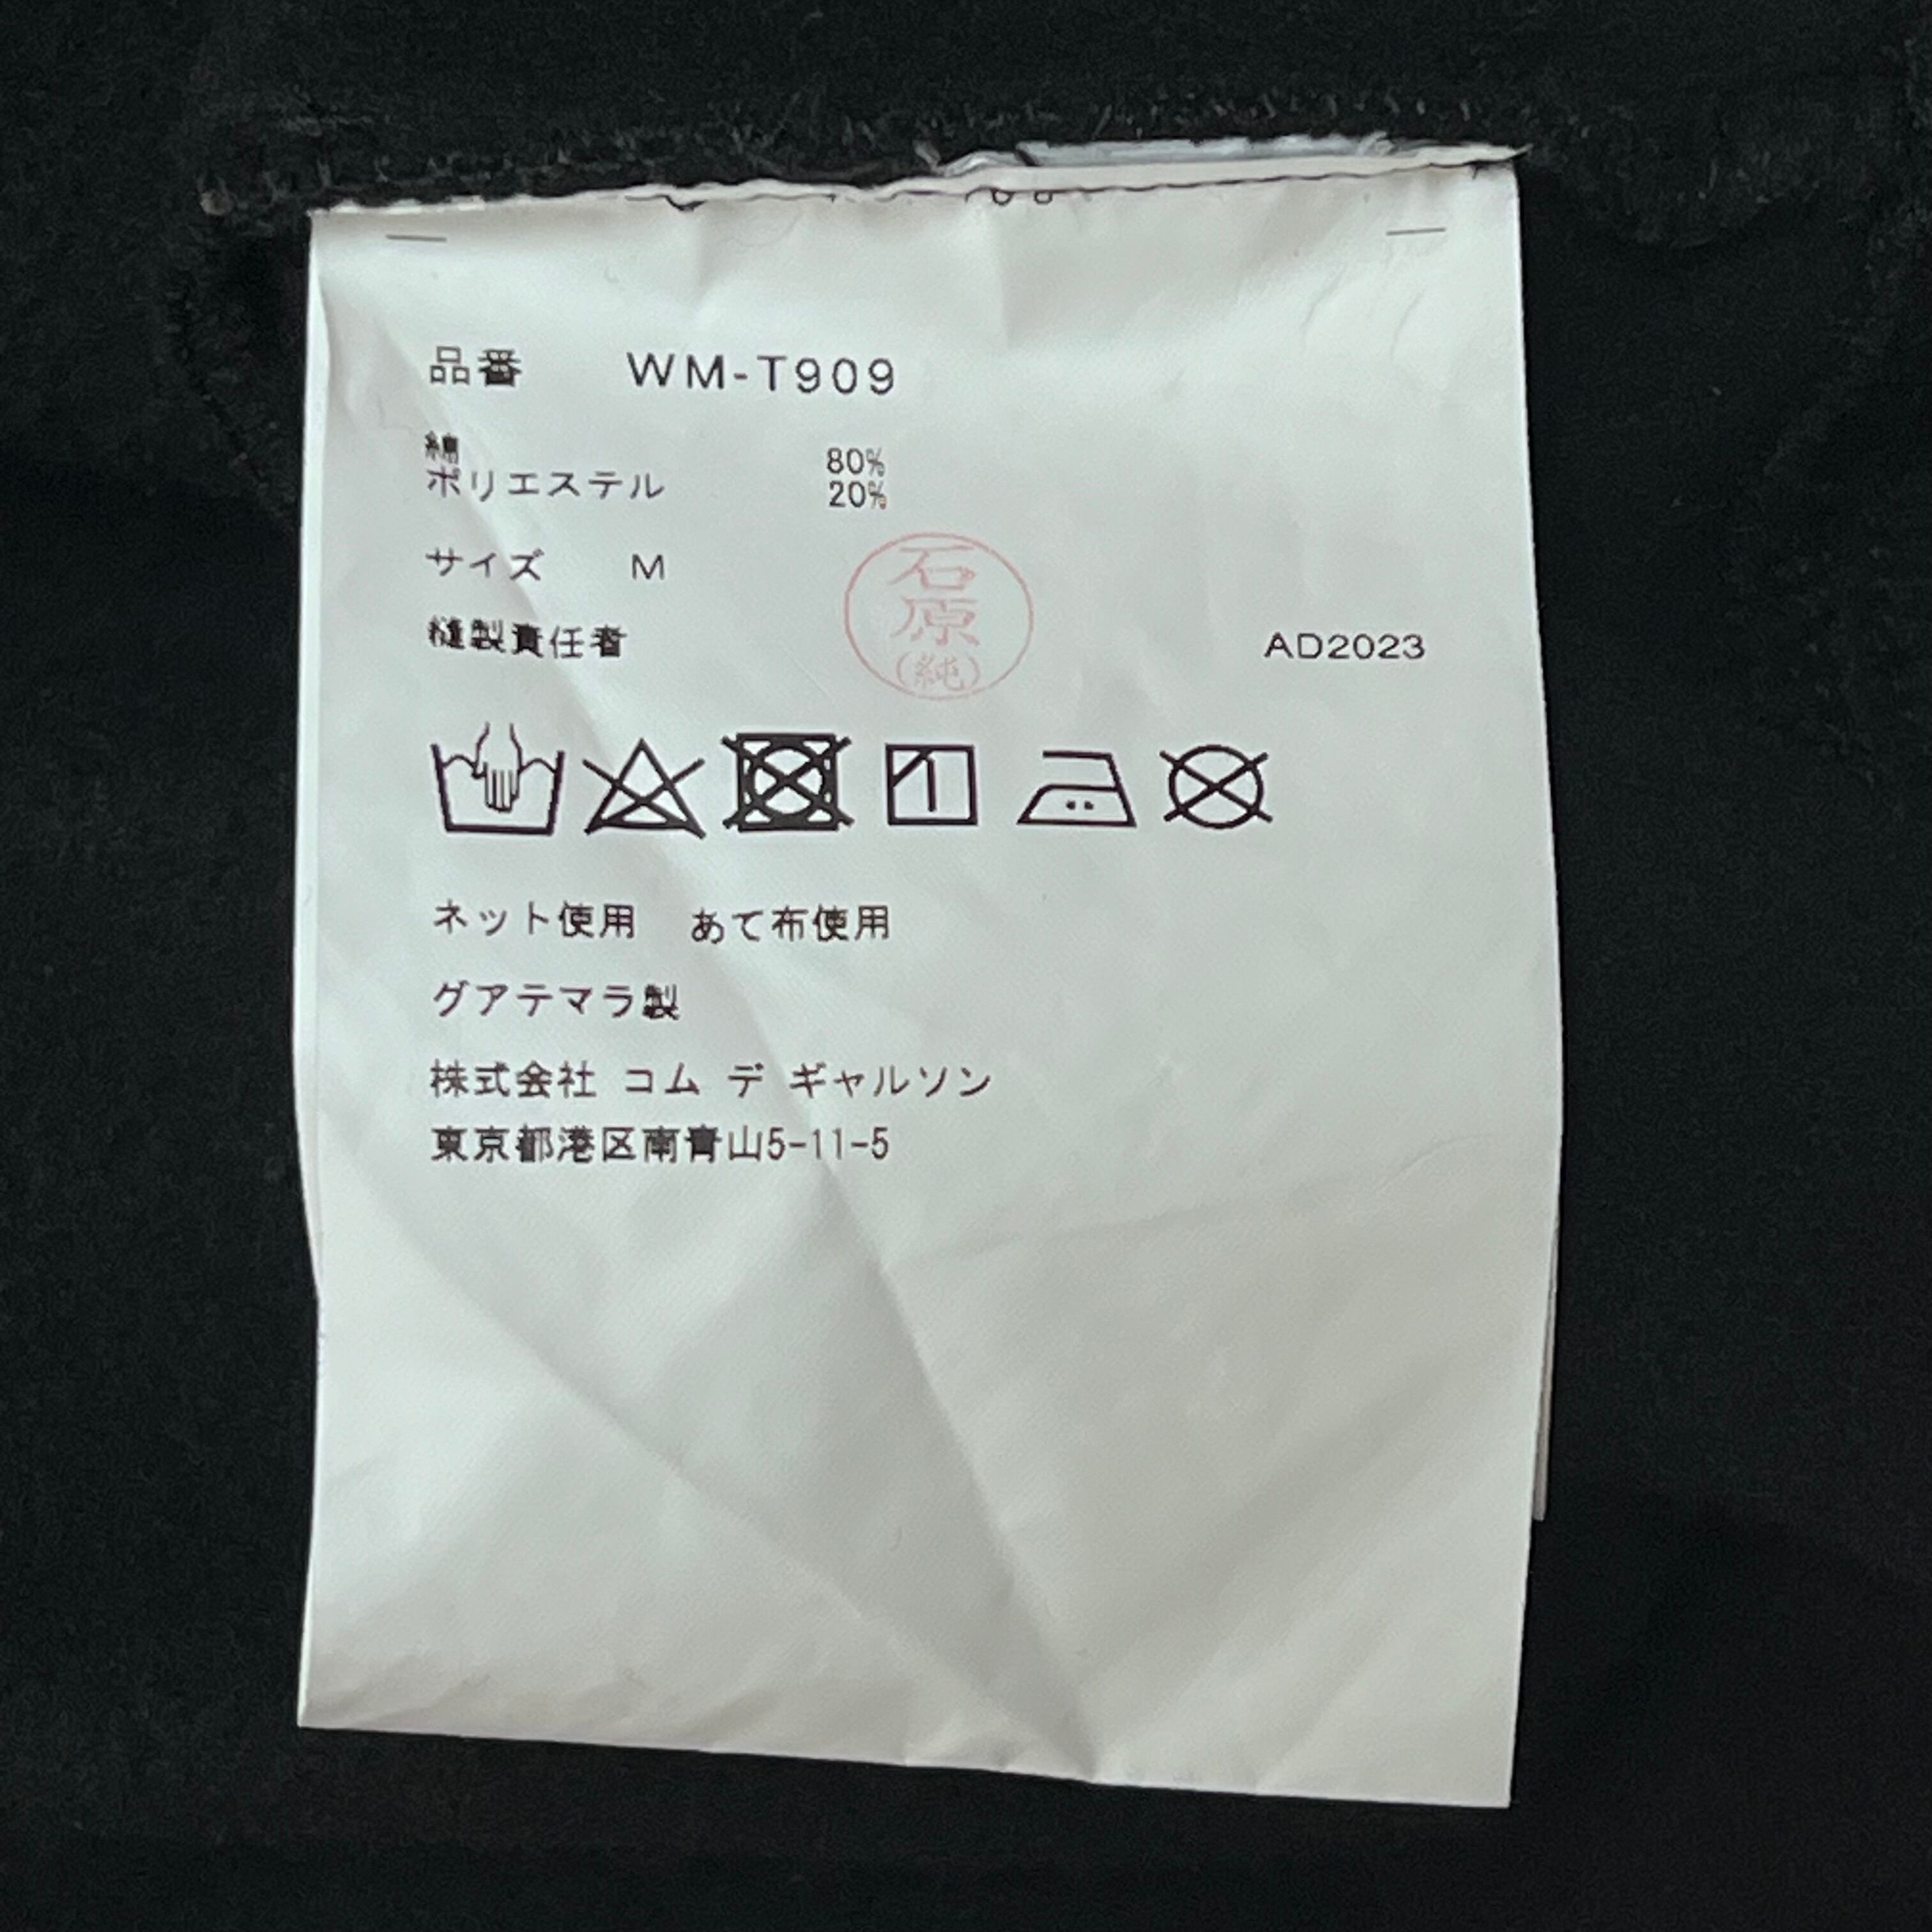 品番 WM-T909
綿 80%
ポリエステル 20%
サイズ M
石原(純)
縫製責任者 AD2023
ネット使用 あて布使用
グアテマラ製
株式会社 コム デ ギャルソン
東京都港区南青山5-11-5